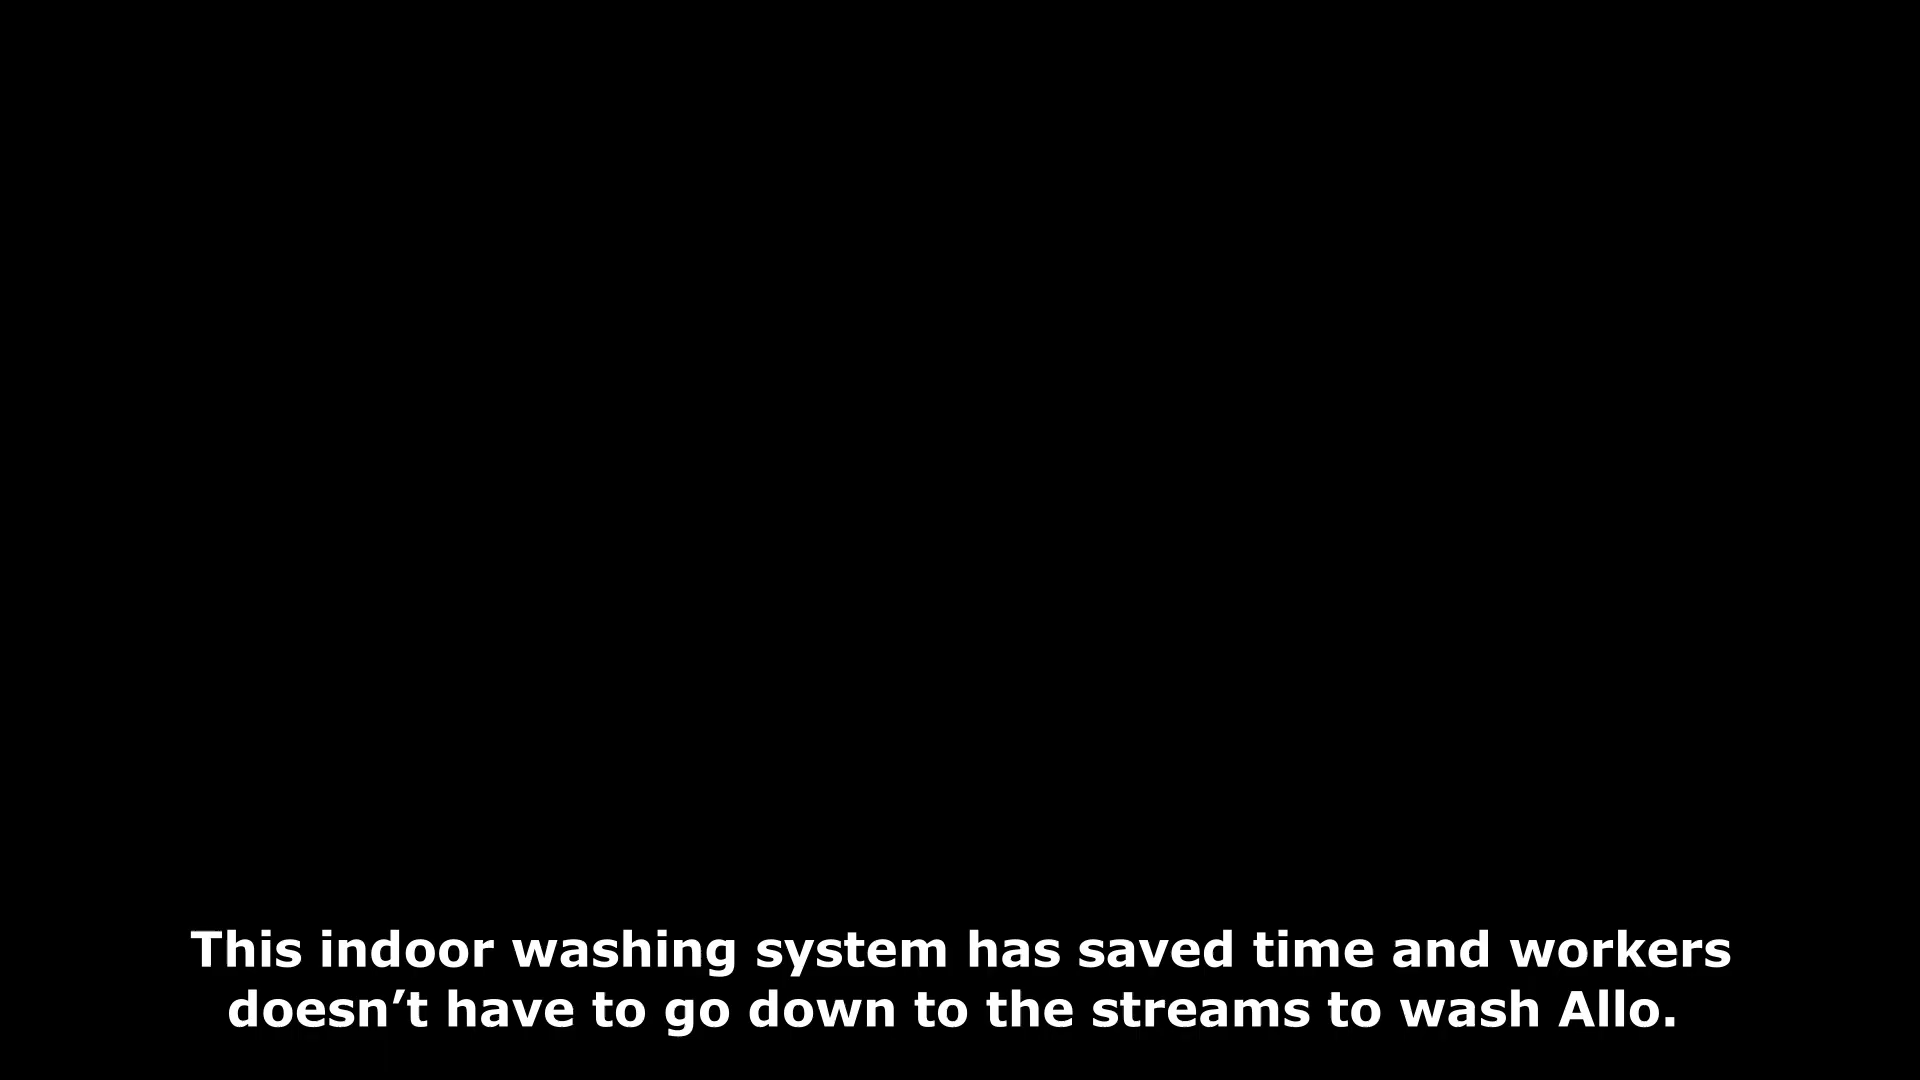 This indoor washing system has saved time and workers
doesn’t have to go down to the streams to wash Allo.